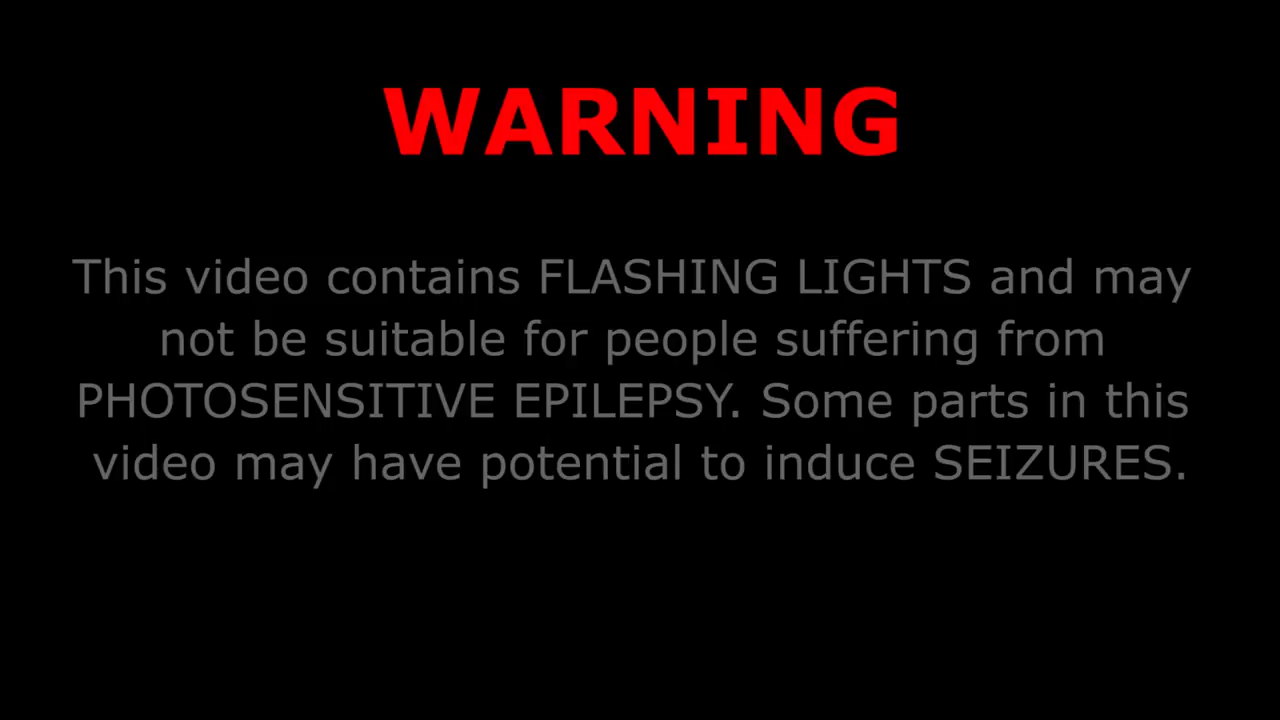 WARNING
This video contains FLASHING LIGHTS and may
not be suitable for people suffering from
PHOTOSENSITIVE EPILEPSY. Some parts in this
video may have potential to induce SEIZURES.